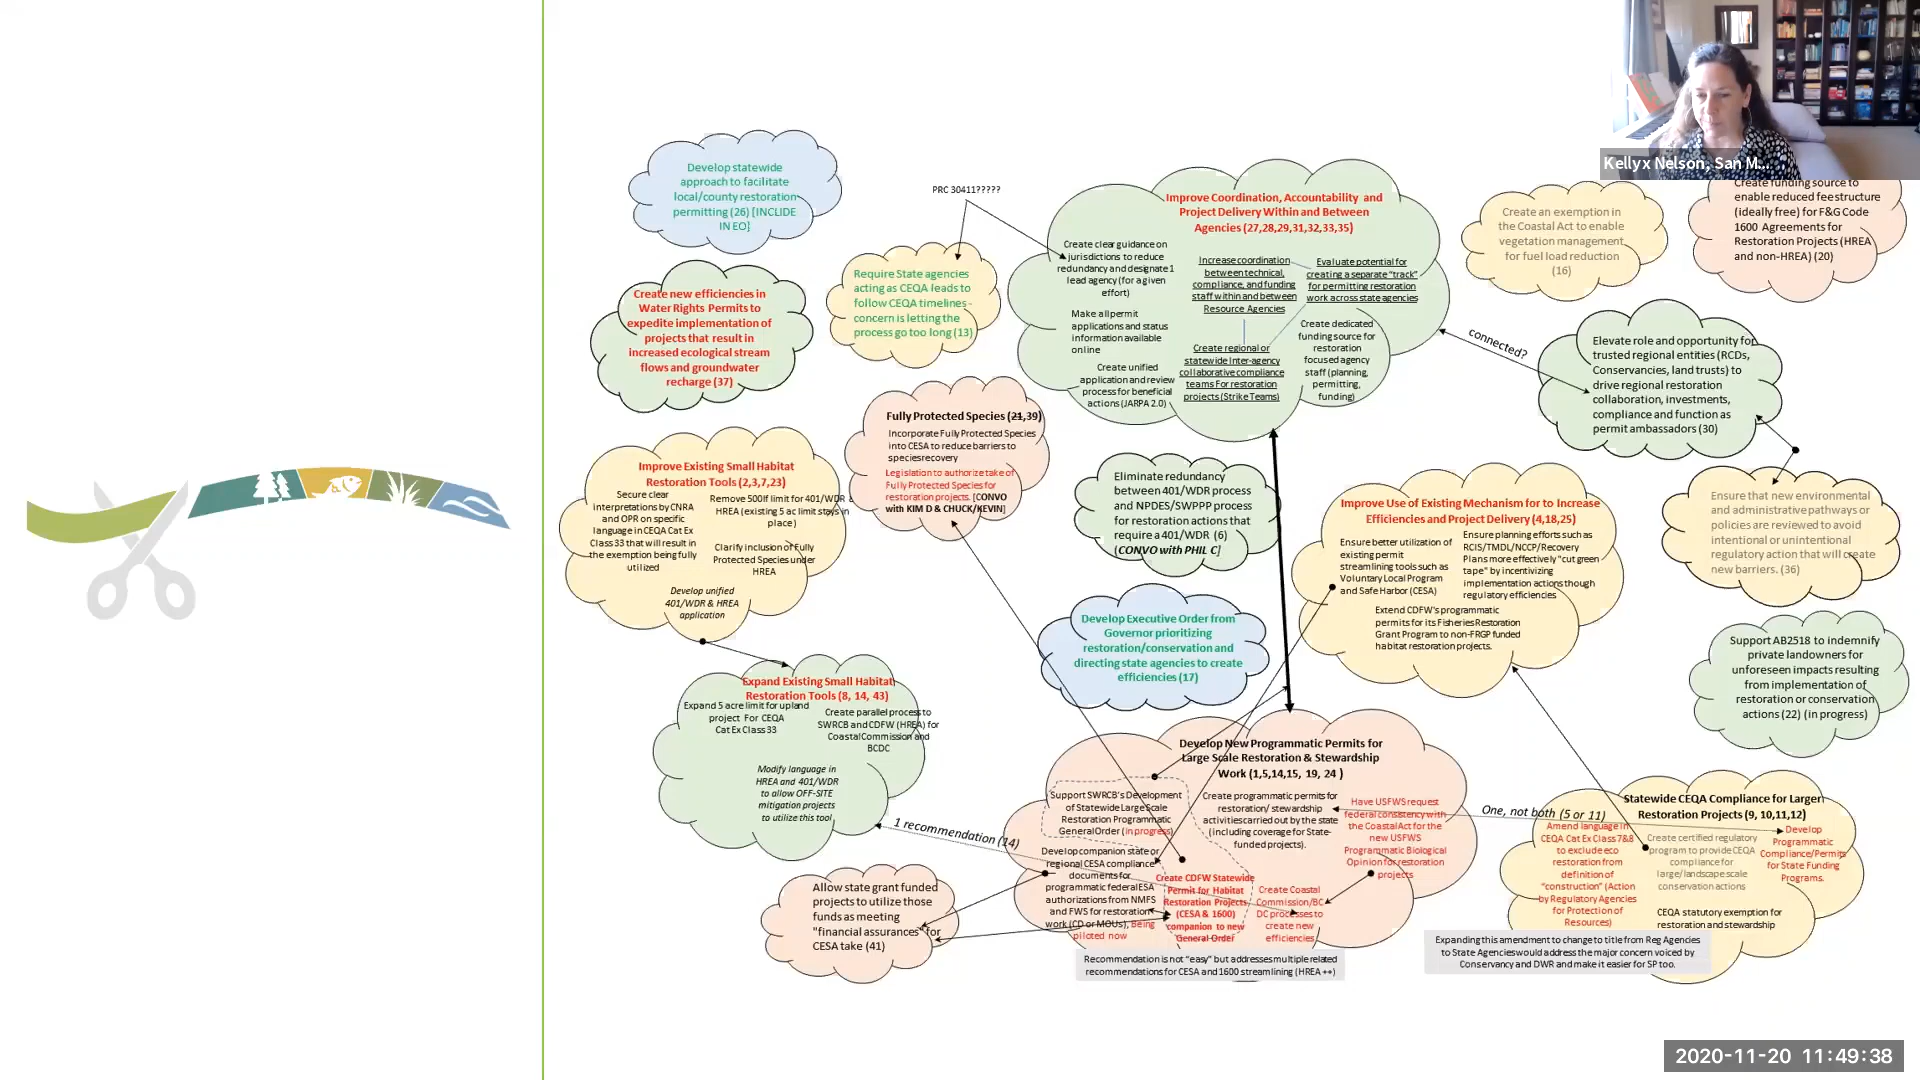 Kellyx Nelson, San M...
Develop statewide
approach to facilitate
local/county restoration
permitting (26) [INCLIDE
IN EO]
PRC 30411?????
Improve Coordination, Accountability and
Project Delivery Within and Between
Agencies (27,28,29,31,32,33,35)
Create clear guidance on
jurisdictions to reduce
redundancy and designate 1
lead agency (for a given
effort)
Make all permit
applications and status
information available
online
Create unified
application and review
process for beneficial
actions (JARPA 2.0)
Increase coordination
between technical,
compliance, and funding
staff within and between
Resource Agencies
Create regional or
statewide Inter-agency
collaborative compliance
teams For restoration
projects (Strike Teams)
Evaluate potential for
creating a separate "track"
for permitting restoration
work across state agencies
Create dedicated
funding source for
restoration
focused agency
staff (planning,
permitting,
funding)
Create an exemption in
the Coastal Act to enable
vegetation management
for fuel load reduction
(16)
Create funding source to
enable reduced fee structure
(ideally free) for F&G Code
1600 Agreements for
Restoration Projects (HREA
and non-HREA) (20)
Create new efficiencies in
Water Rights Permits to
expedite implementation of
projects that result in
increased ecological stream
flows and groundwater
recharge (37)
Require State agencies
acting as CEQA leads to
follow CEQA timelines -
concern is letting the
process go too long (13)
connected?
Elevate role and opportunity for
trusted regional entities (RCDs,
Conservancies, land trusts) to
drive regional restoration
collaboration, investments,
compliance and function as
permit ambassadors (30)
Fully Protected Species (21,39)
Incorporate Fully Protected Species
into CESA to reduce barriers to
species recovery
Legislation to authorize take of
Fully Protected Species for
restoration projects. [CONVO
with KIM D & CHUCK/KEVIN]
Improve Existing Small Habitat
Restoration Tools (2,3,7,23)
Secure clear
interpretations by CNRA
and OPR on specific
language in CEQA Cat Ex
Class 33 that will result in
the exemption being fully
utilized
Remove 500lf limit for 401/WDR &
HREA (existing 5 ac limit stays in
place)
Clarify inclusion of Fully
Protected Species under
HREA
Develop unified
401/WDR & HREA
application
Eliminate redundancy
between 401/WDR process
and NPDES/SWPPP process
for restoration actions that
require a 401/WDR (6)
(CONVO with PHIL C]
Improve Use of Existing Mechanism for to Increase
Efficiencies and Project Delivery (4,18,25)
Ensure better utilization of
existing permit
streamlining tools such as
Voluntary Local Program
and Safe Harbor (CESA)
Ensure planning efforts such as
RCIS/TMDL/NCCP/Recovery
Plans more effectively "cut green
tape" by incentivizing
implementation actions though
regulatory efficiencies
Extend CDFW's programmatic
permits for its Fisheries Restoration
Grant Program to non-FRGP funded
habitat restoration projects.
Ensure that new environmental
and administrative pathways or
policies are reviewed to avoid
intentional or unintentional
regulatory action that will create
new barriers. (36)
Develop Executive Order from
Governor prioritizing
restoration/conservation and
directing state agencies to create
efficiencies (17)
Support AB2518 to indemnify
private landowners for
unforeseen impacts resulting
from implementation of
restoration or conservation
actions (22) (in progress)
Expand Existing Small Habitat
Restoration Tools (8, 14, 43)
Expand 5 acre limit for upland
project For CEQA
Cat Ex Class 33
Create parallel process to
SWRCB and CDFW (HREA) for
Coastal Commission and
BCDC
Modify language in
HREA and 401/WDR
to allow OFF-SITE
mitigation projects
to utilize this tool
1 recommendation (14)
Develop New Programmatic Permits for
Large Scale Restoration & Stewardship
Work (1,5,14,15, 19, 24 )
Support SWRCB's Development
of Statewide Large Scale
Restoration Programmatic
General Order (in progress)
Create programmatic permits for
restoration/ stewardship
activities carried out by the state
(including coverage for State-
funded projects).
Have USFWS request
federal consistency with
the Coastal Act for the
new USFWS
Programmatic Biological
Opinion for restoration
projects
Develop companion state or
regional CESA compliance
documents for
programmatic federal ESA
authorizations from NMFS
and FWS for restoration
work (CD or MOUs), Being
piloted now
Create CDFW Statewide
Permit for Habitat
Restoration Projects
(CESA & 1600)
companion to new
General Order
Create Coastal
Commission/BC
DC processes to
create new
efficiencies
Recommendation is not "easy" but addresses multiple related
recommendations for CESA and 1600 streamlining (HREA ++)
Allow state grant funded
projects to utilize those
funds as meeting
"financial assurances" for
CESA take (41)
One, not both (5 or 11)
Statewide CEQA Compliance for Larger
Restoration Projects (9, 10,11,12)
Amend language in
CEQA Cat Ex Class 7&8
to exclude eco
restoration from
definition of
"construction" (Action
by Regulatory Agencies
for Protection of
Resources)
Create certified regulatory
program to provide CEQA
compliance for
large/landscape scale
conservation actions
Develop
Programmatic
Compliance/Permits
for State Funding
Programs.
CEQA statutory exemption for
restoration and stewardship
Expanding this amendment to change to title from Reg Agencies
to State Agencies would address the major concern voiced by
Conservancy and DWR and make it easier for SP too.
2020-11-20 11:49:38